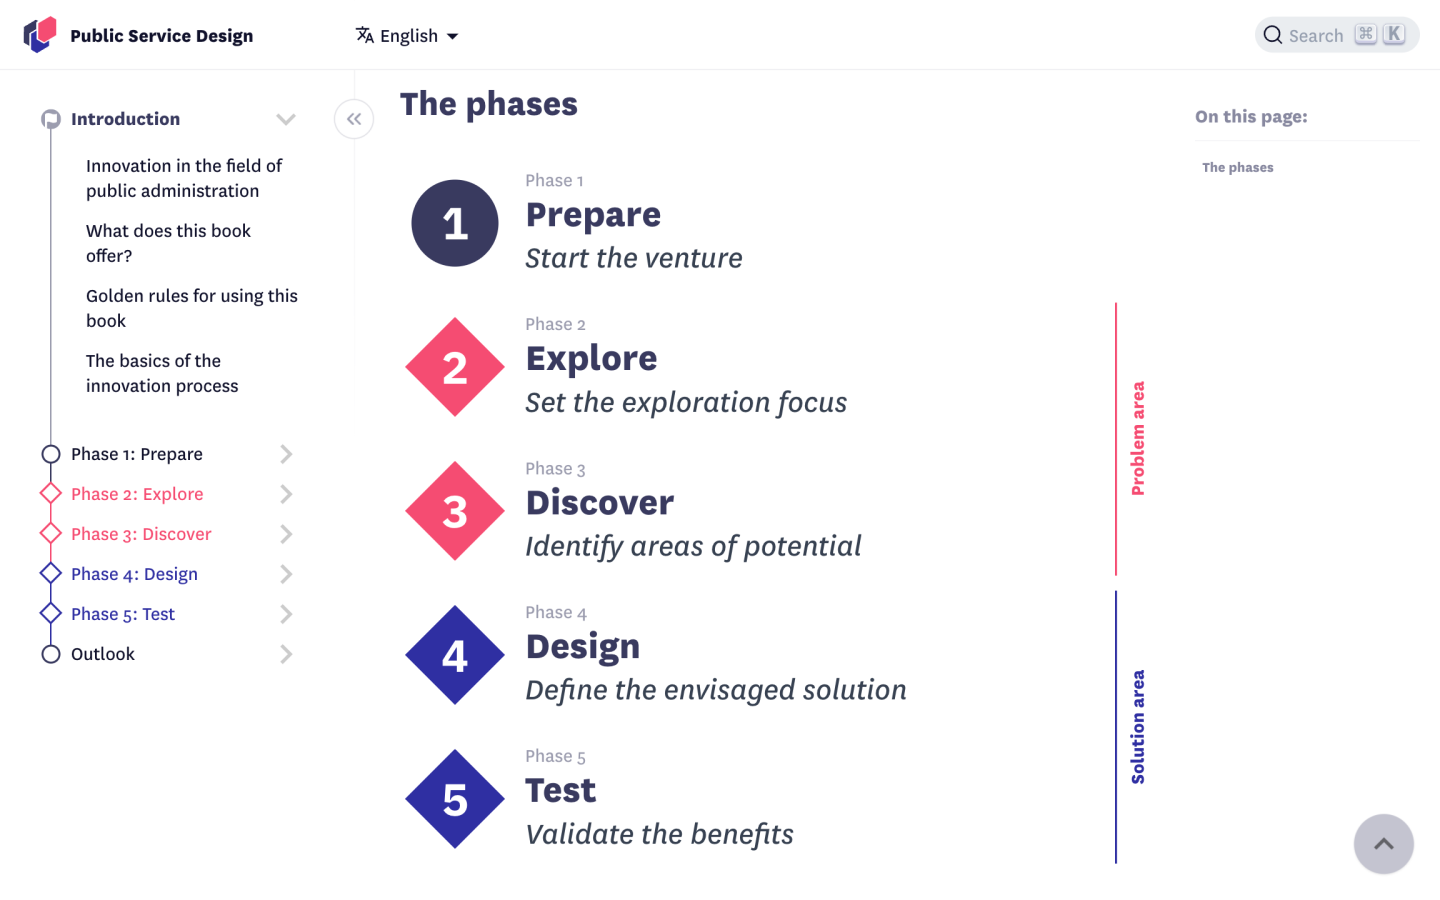 Public Service Design
English
Search ⌘ K
Introduction
Innovation in the field of
public administration
What does this book
offer?
Golden rules for using this
book
The basics of the
innovation process
Phase 1: Prepare
Phase 2: Explore
Phase 3: Discover
Phase 4: Design
Phase 5: Test
Outlook
The phases
1
Phase 1
Prepare
Start the venture
2
Phase 2
Explore
Set the exploration focus
3
Phase 3
Discover
Identify areas of potential
4
Phase 4
Design
Define the envisaged solution
5
Phase 5
Test
Validate the benefits
Problem area
Solution area
On this page:
The phases